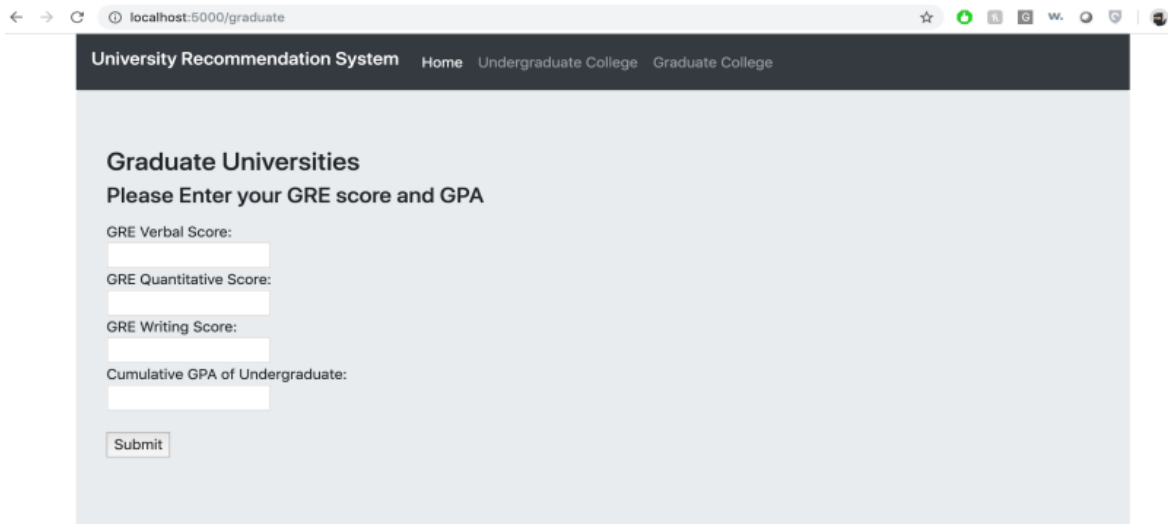 localhost:5000/graduate
University Recommendation System Home Undergraduate College Graduate College
Graduate Universities
Please Enter your GRE score and GPA
GRE Verbal Score:
GRE Quantitative Score:
GRE Writing Score:
Cumulative GPA of Undergraduate:
Submit